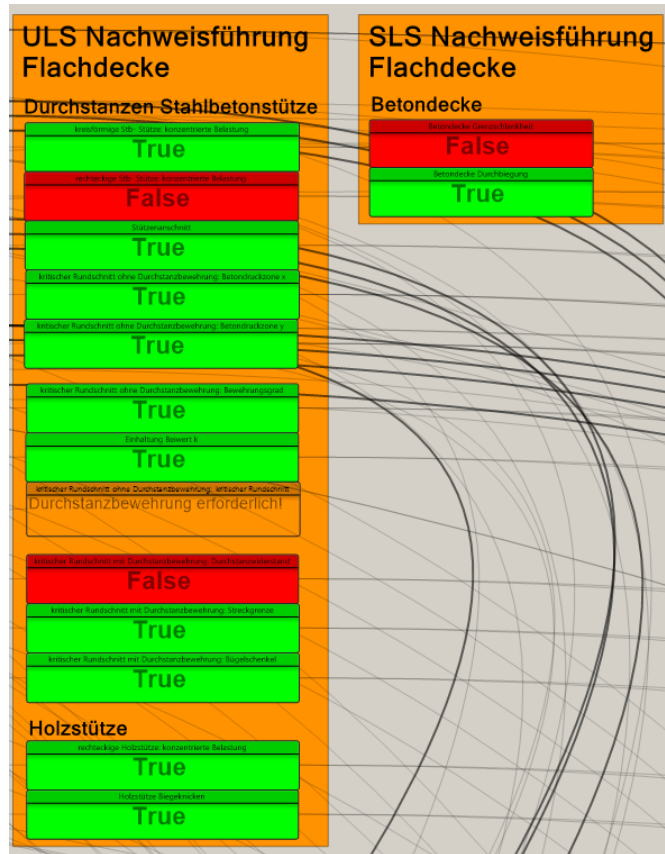 ULS Nachweisführung
Flachdecke
Durchstanzen Stahlbetonstütze
kreisförmige Stb- Stütze: konzentrierte Belastung
True
rechteckige Stb- Stütze: konzentrierte Belastung
False
Stützenanschnitt
True
kritischer Rundschnitt ohne Durchstanzbewehrung: Betondruckzone x
True
kritischer Rundschnitt ohne Durchstanzbewehrung: Betondruckzone y
True
kritischer Rundschnitt ohne Durchstanzbewehrung: Bewehrungsgrad
True
Einhaltung Beiwert k
True
kritischer Rundschnitt ohne Durchstanzbewehrung: kritischer Rundschnitt
Durchstanzbewehrung erforderlich!
kritischer Rundschnitt mit Durchstanzbewehrung: Durchstanzwiderstand
False
kritischer Rundschnitt mit Durchstanzbewehrung: Streckgrenze
True
kritischer Rundschnitt mit Durchstanzbewehrung: Bügelschenkel
True
Holzstütze
rechteckige Holzstütze: konzentrierte Belastung
True
Holzstütze Biegeknicken
True
SLS Nachweisführung
Flachdecke
Betondecke
Betondecke Grenzschlankheit
False
Betondecke Durchbiegung
True